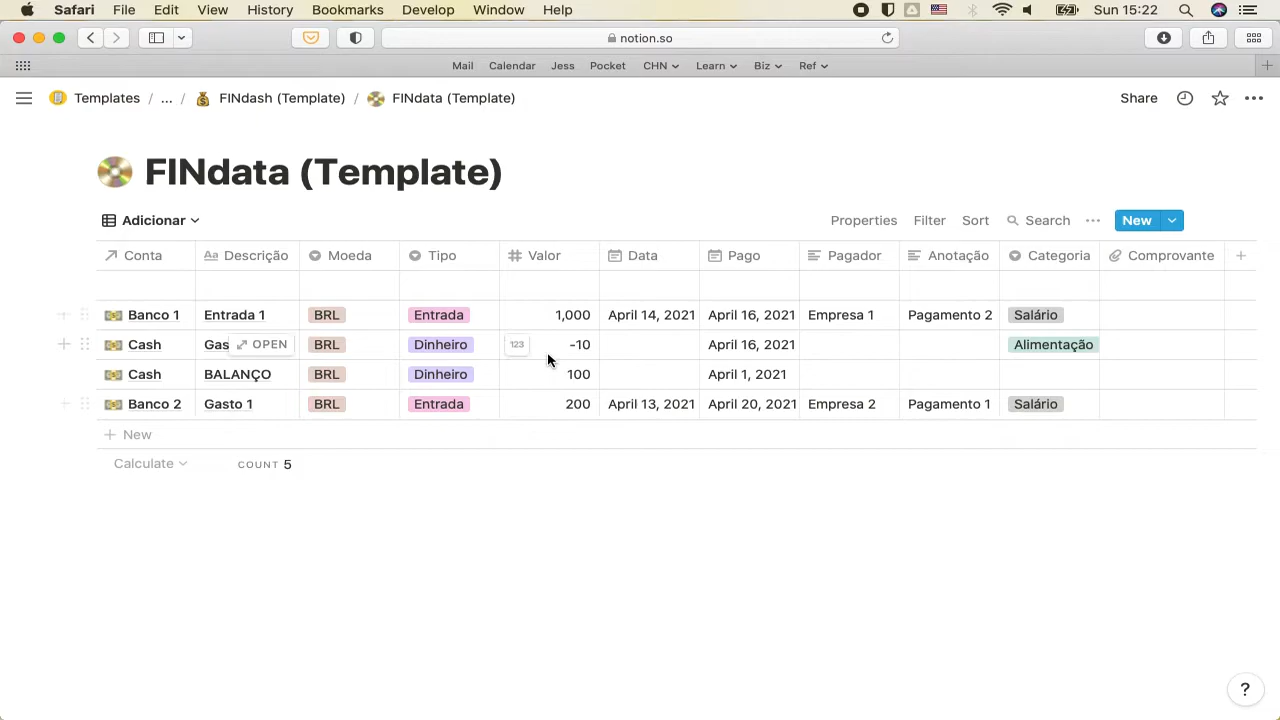 Safari File Edit View History Bookmarks Develop Window Help Sun 15:22
notion.so
Mail Calendar Jess Pocket CHN Learn Biz Ref
Templates / ... / FINdash (Template) / FINdata (Template) Share
FINdata (Template)
Adicionar Properties Filter Sort Search New
Conta Aa Descrição Moeda Tipo Valor Data Pago Pagador Anotação Categoria Comprovante
Banco 1 Entrada 1 BRL Entrada 1,000 April 14, 2021 April 16, 2021 Empresa 1 Pagamento 2 Salário
Cash Gas OPEN BRL Dinheiro 123 -10 April 16, 2021 Alimentação
Cash BALANÇO BRL Dinheiro 100 April 1, 2021
Banco 2 Gasto 1 BRL Entrada 200 April 13, 2021 April 20, 2021 Empresa 2 Pagamento 1 Salário
+ New
Calculate COUNT 5
?